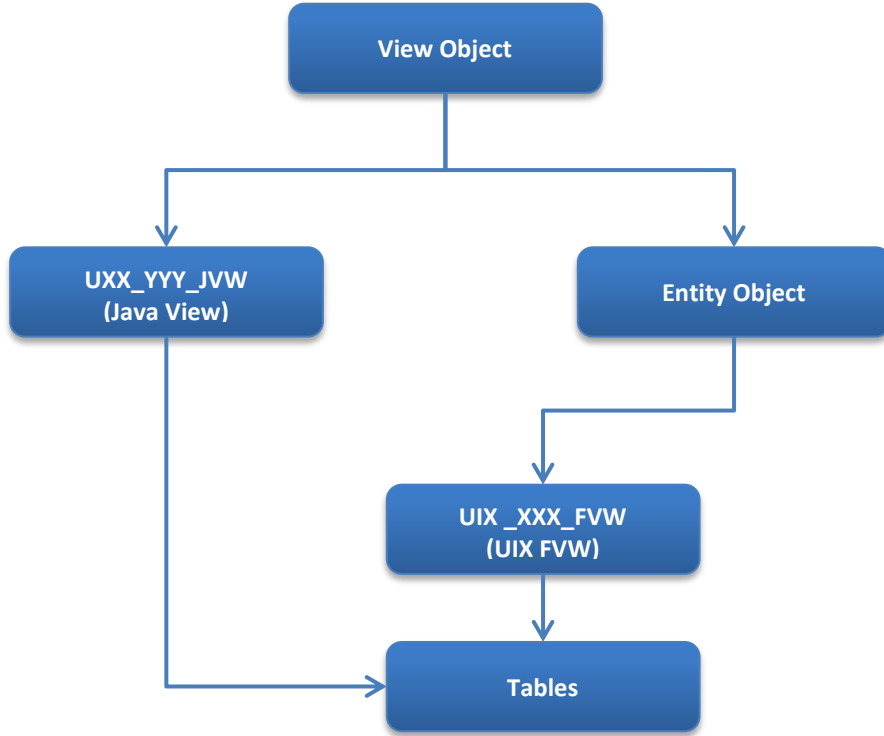 View Object
UXX_YYY_JVW
(Java View)
Entity Object
UIX _XXX_FVW
(UIX FVW)
Tables